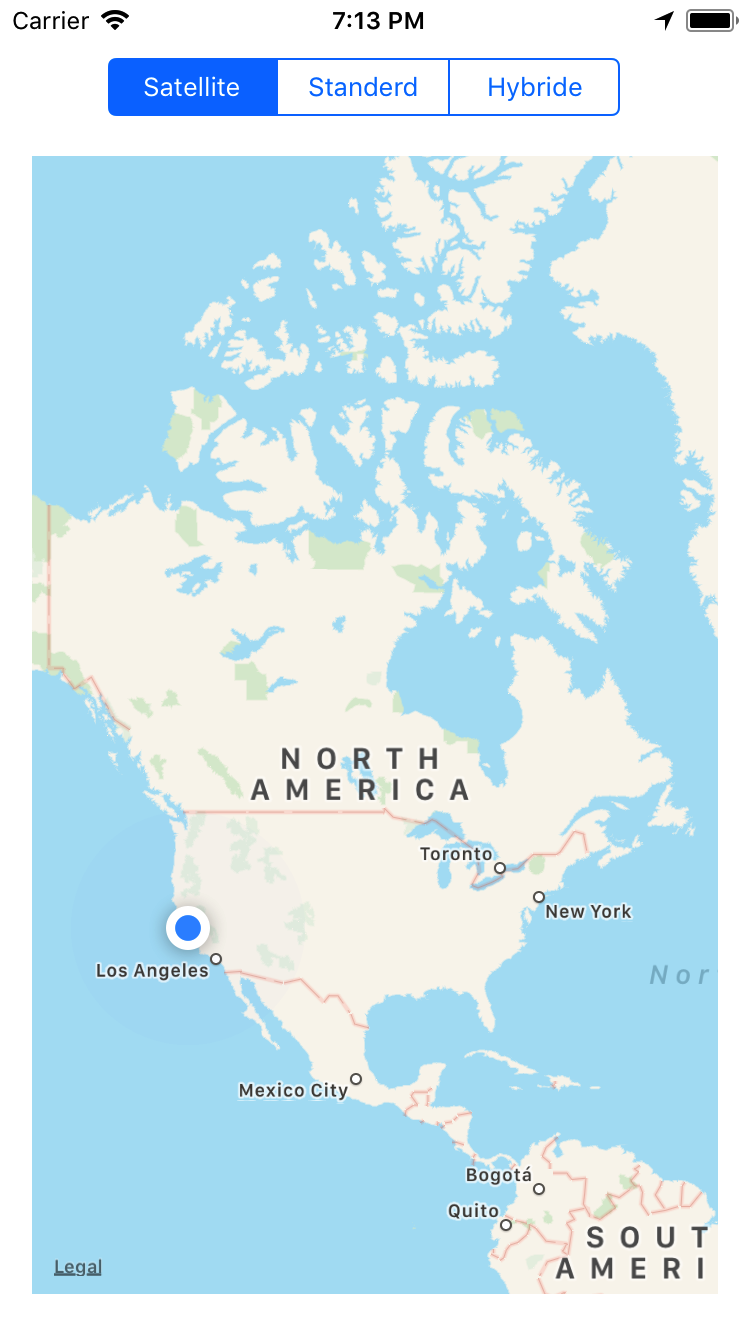 Carrier 7:13 PM
Satellite Standerd Hybride
NORTH
AMERICA
Toronto
New York
Los Angeles
Nor
Mexico City
Bogotá
Quito
SOUT
AMERI
Legal